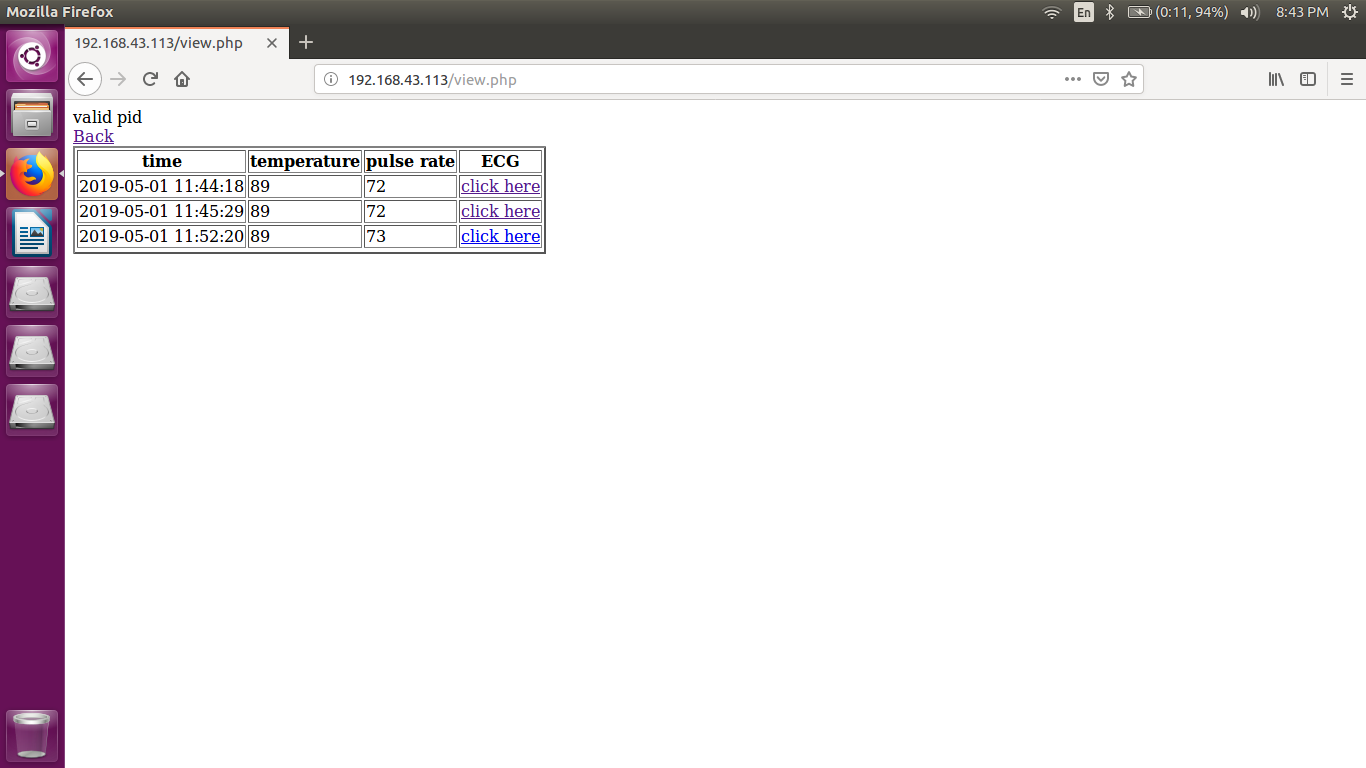 Mozilla Firefox En (0:11, 94%) 8:43 PM
192.168.43.113/view.php
192.168.43.113/view.php
valid pid
Back
time temperature pulse rate ECG
2019-05-01 11:44:18 89 72 click here
2019-05-01 11:45:29 89 72 click here
2019-05-01 11:52:20 89 73 click here